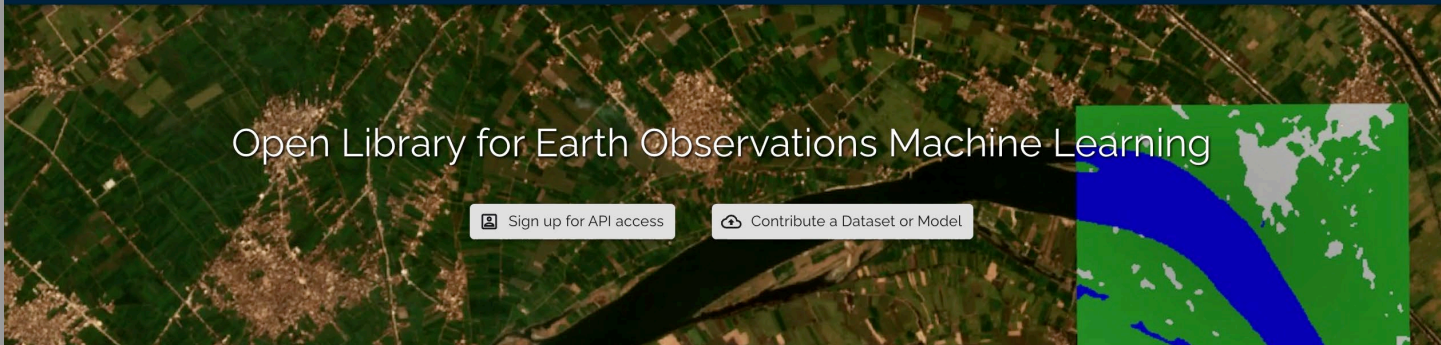 Open Library for Earth Observations Machine Learning
Sign up for API access
Contribute a Dataset or Model